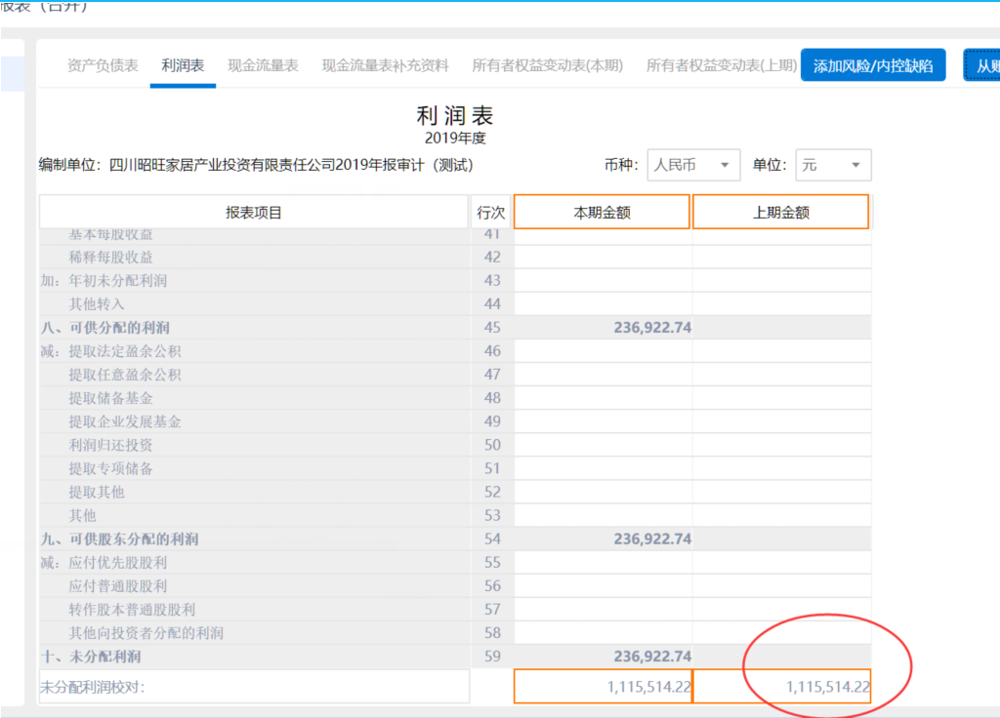 报表（合并）
资产负债表 利润表 现金流量表 现金流量表补充资料 所有者权益变动表(本期) 所有者权益变动表(上期) 添加风险/内控缺陷 从账
利 润 表
2019年度
编制单位：四川昭旺家居产业投资有限责任公司2019年报审计（测试） 币种： 人民币 单位： 元
报表项目 行次 本期金额 上期金额
基本每股收益 41
稀释每股收益 42
加：年初未分配利润 43
其他转入 44
八、可供分配的利润 45 236,922.74
减：提取法定盈余公积 46
提取任意盈余公积 47
提取储备基金 48
提取企业发展基金 49
利润归还投资 50
提取专项储备 51
提取其他 52
其他 53
九、可供股东分配的利润 54 236,922.74
减：应付优先股股利 55
应付普通股股利 56
转作股本普通股股利 57
其他向投资者分配的利润 58
十、未分配利润 59 236,922.74
未分配利润校对： 1,115,514.22 1,115,514.22